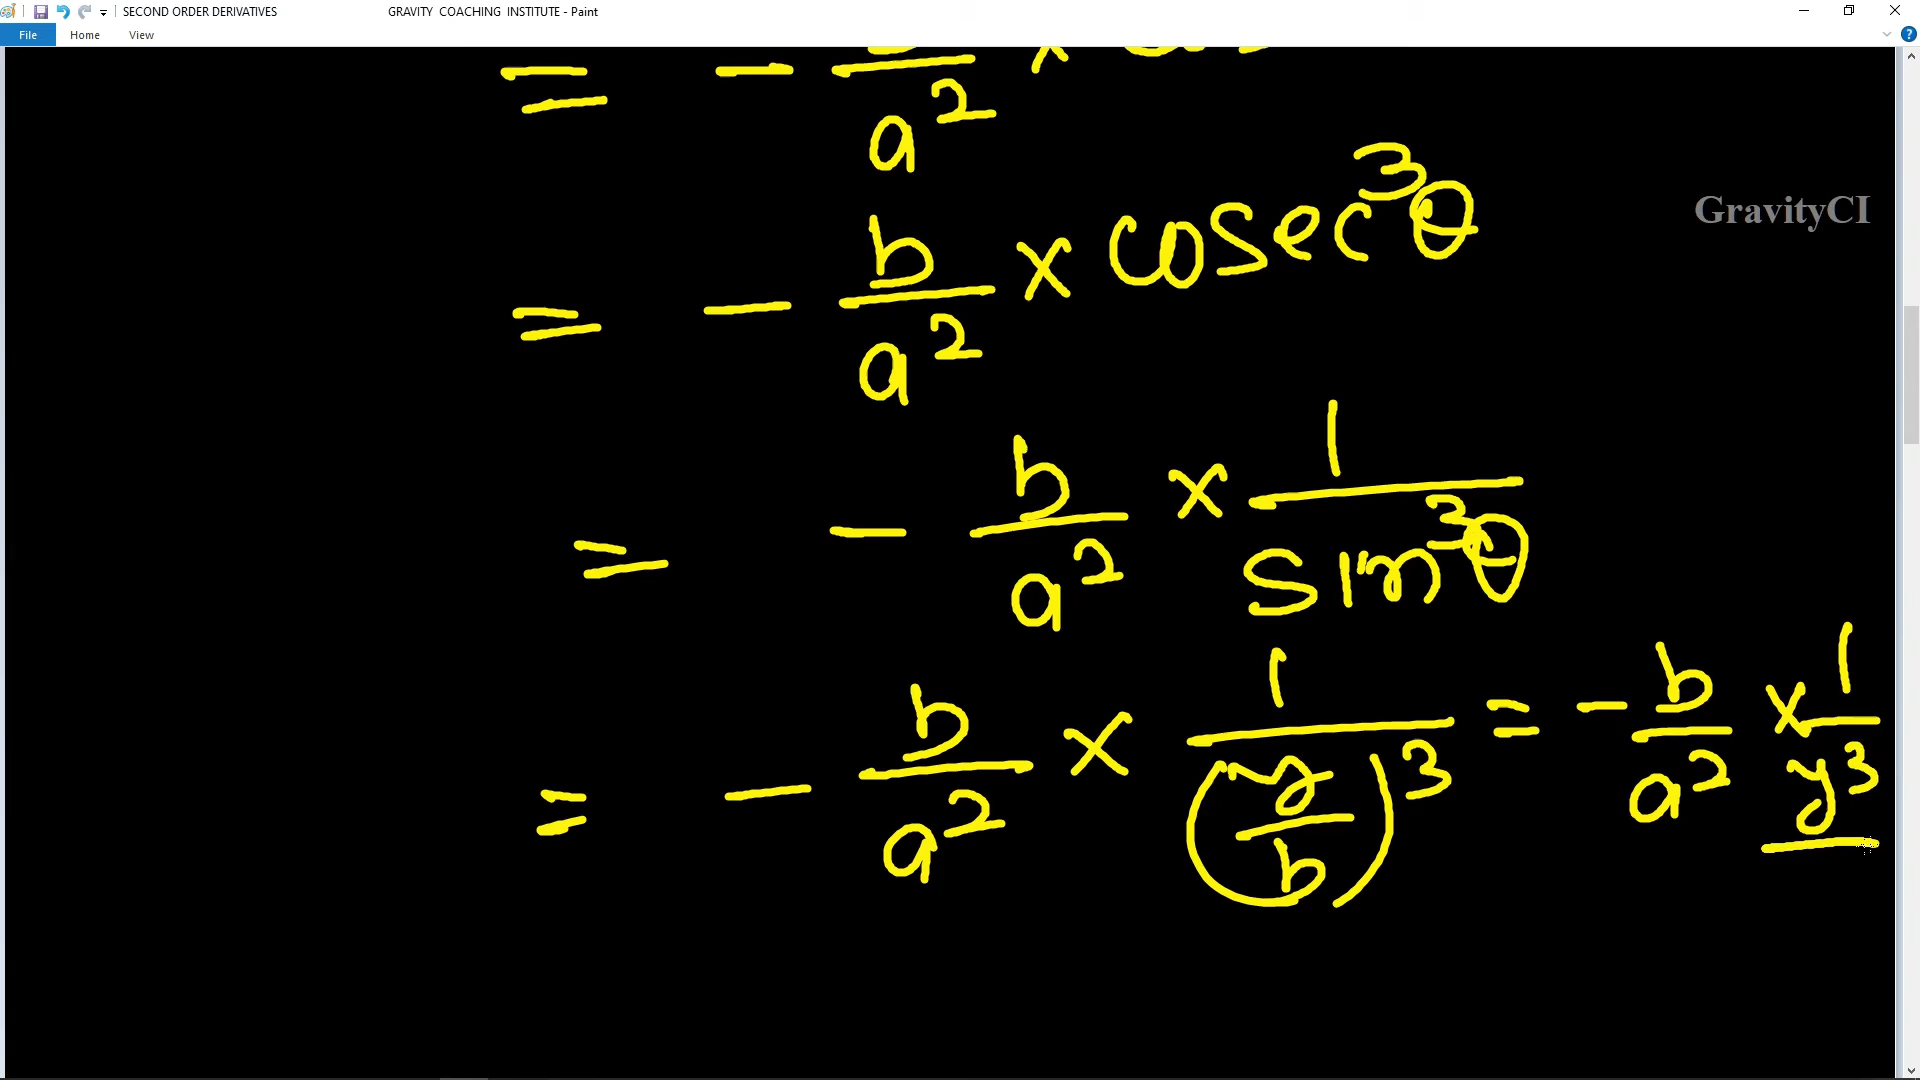 SECOND ORDER DERIVATIVES GRAVITY COACHING INSTITUTE - Paint
File Home View
= - /a² ×
GravityCI
= - b/a² × cosec³θ
= - b/a² × 1/sin³θ
= - b/a² × 1/(y/b)³ = - b/a² × 1/y³